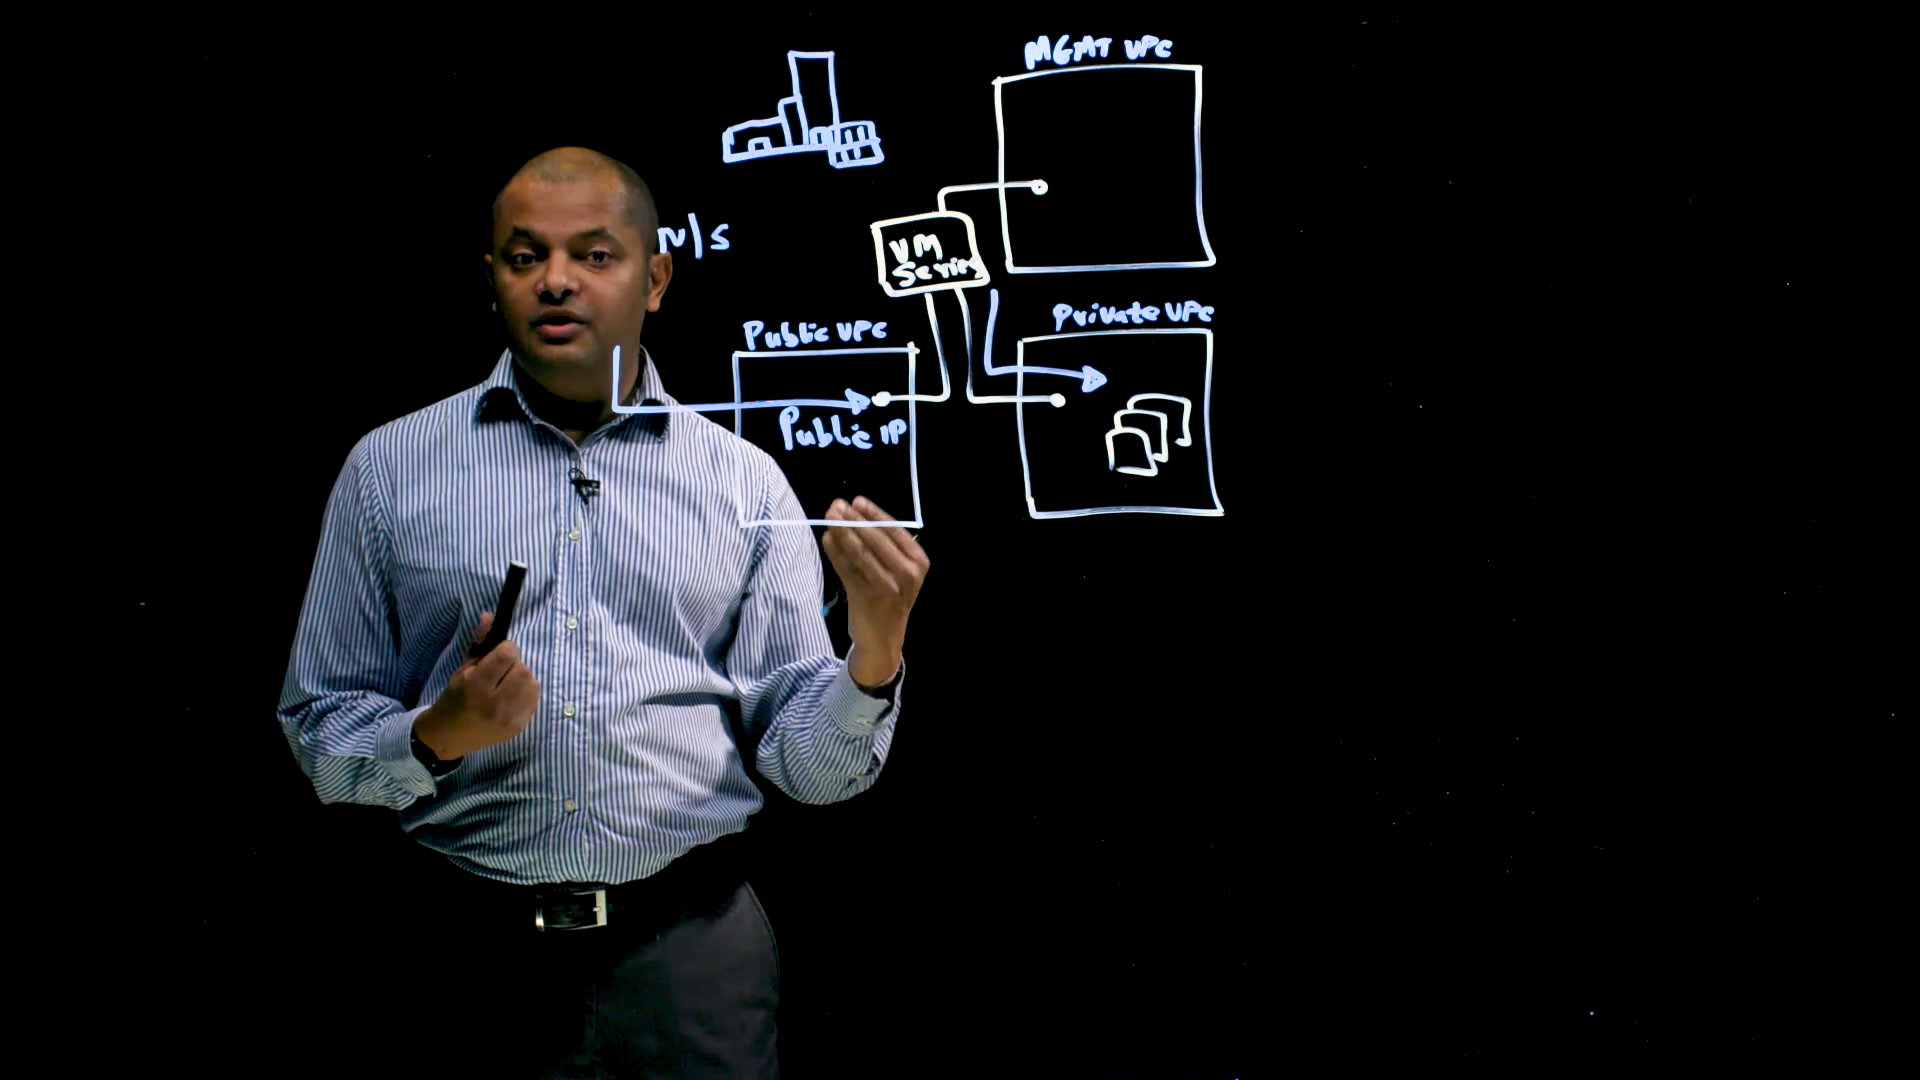 MGMT VPC
N/S
VM
Series
Private VPC
Public VPC
Public IP